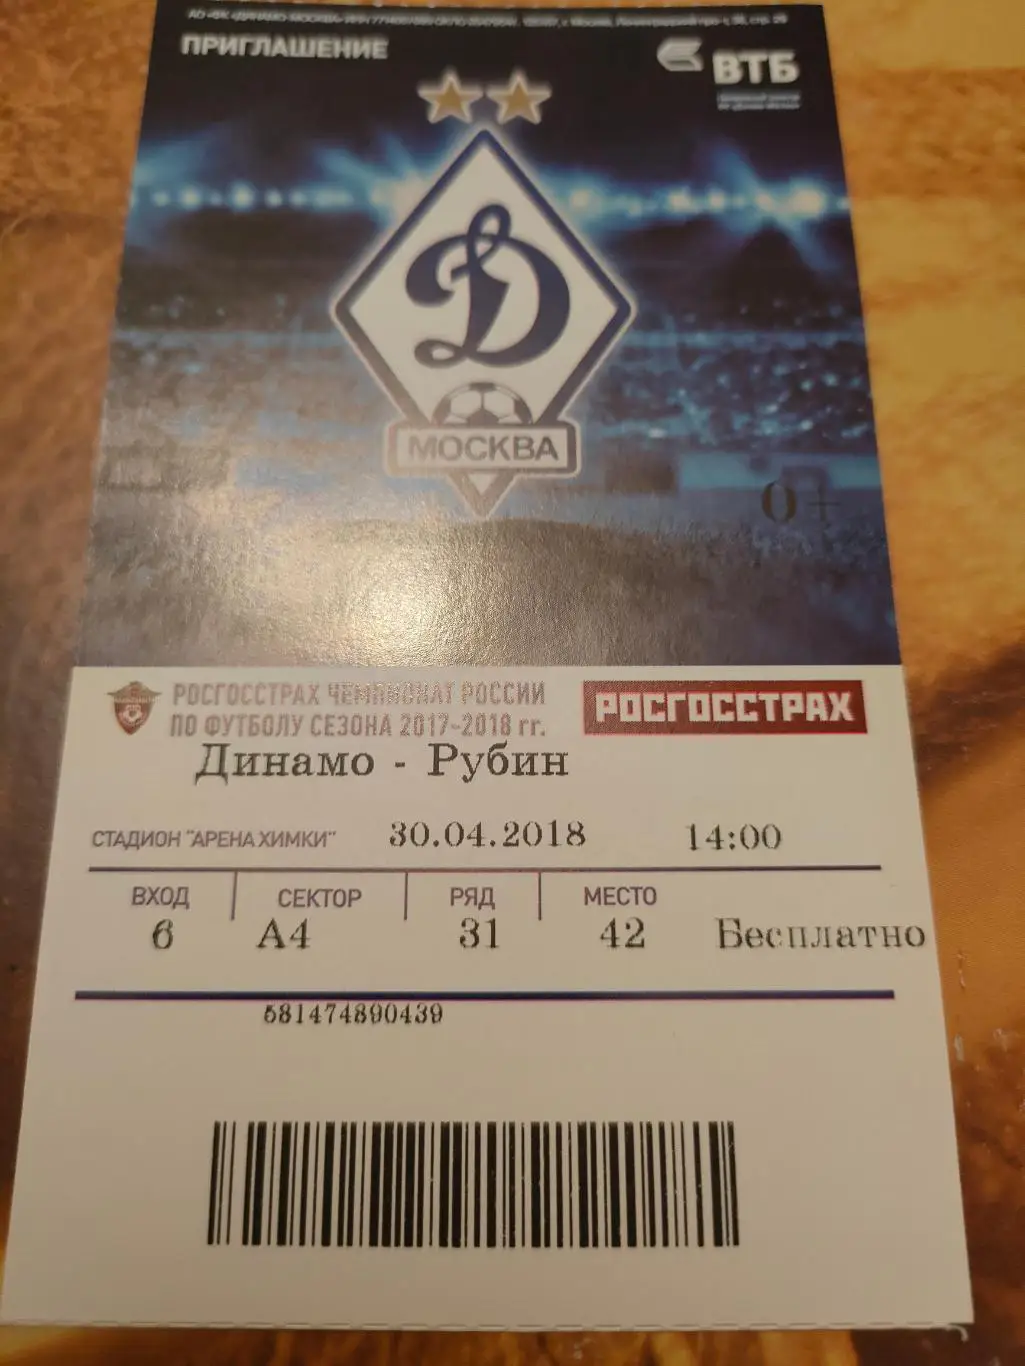 ПРИГЛАШЕНИЕ
ВТБ
Д
МОСКВА
0+
РОСГОССТРАХ ЧЕМПИОНАТ РОССИИ
ПО ФУТБОЛУ СЕЗОНА 2017-2018 гг.
РОСГОССТРАХ
Динамо - Рубин
СТАДИОН "АРЕНА ХИМКИ" 30.04.2018 14:00
ВХОД СЕКТОР РЯД МЕСТО
6 А4 31 42 Бесплатно
581474890439